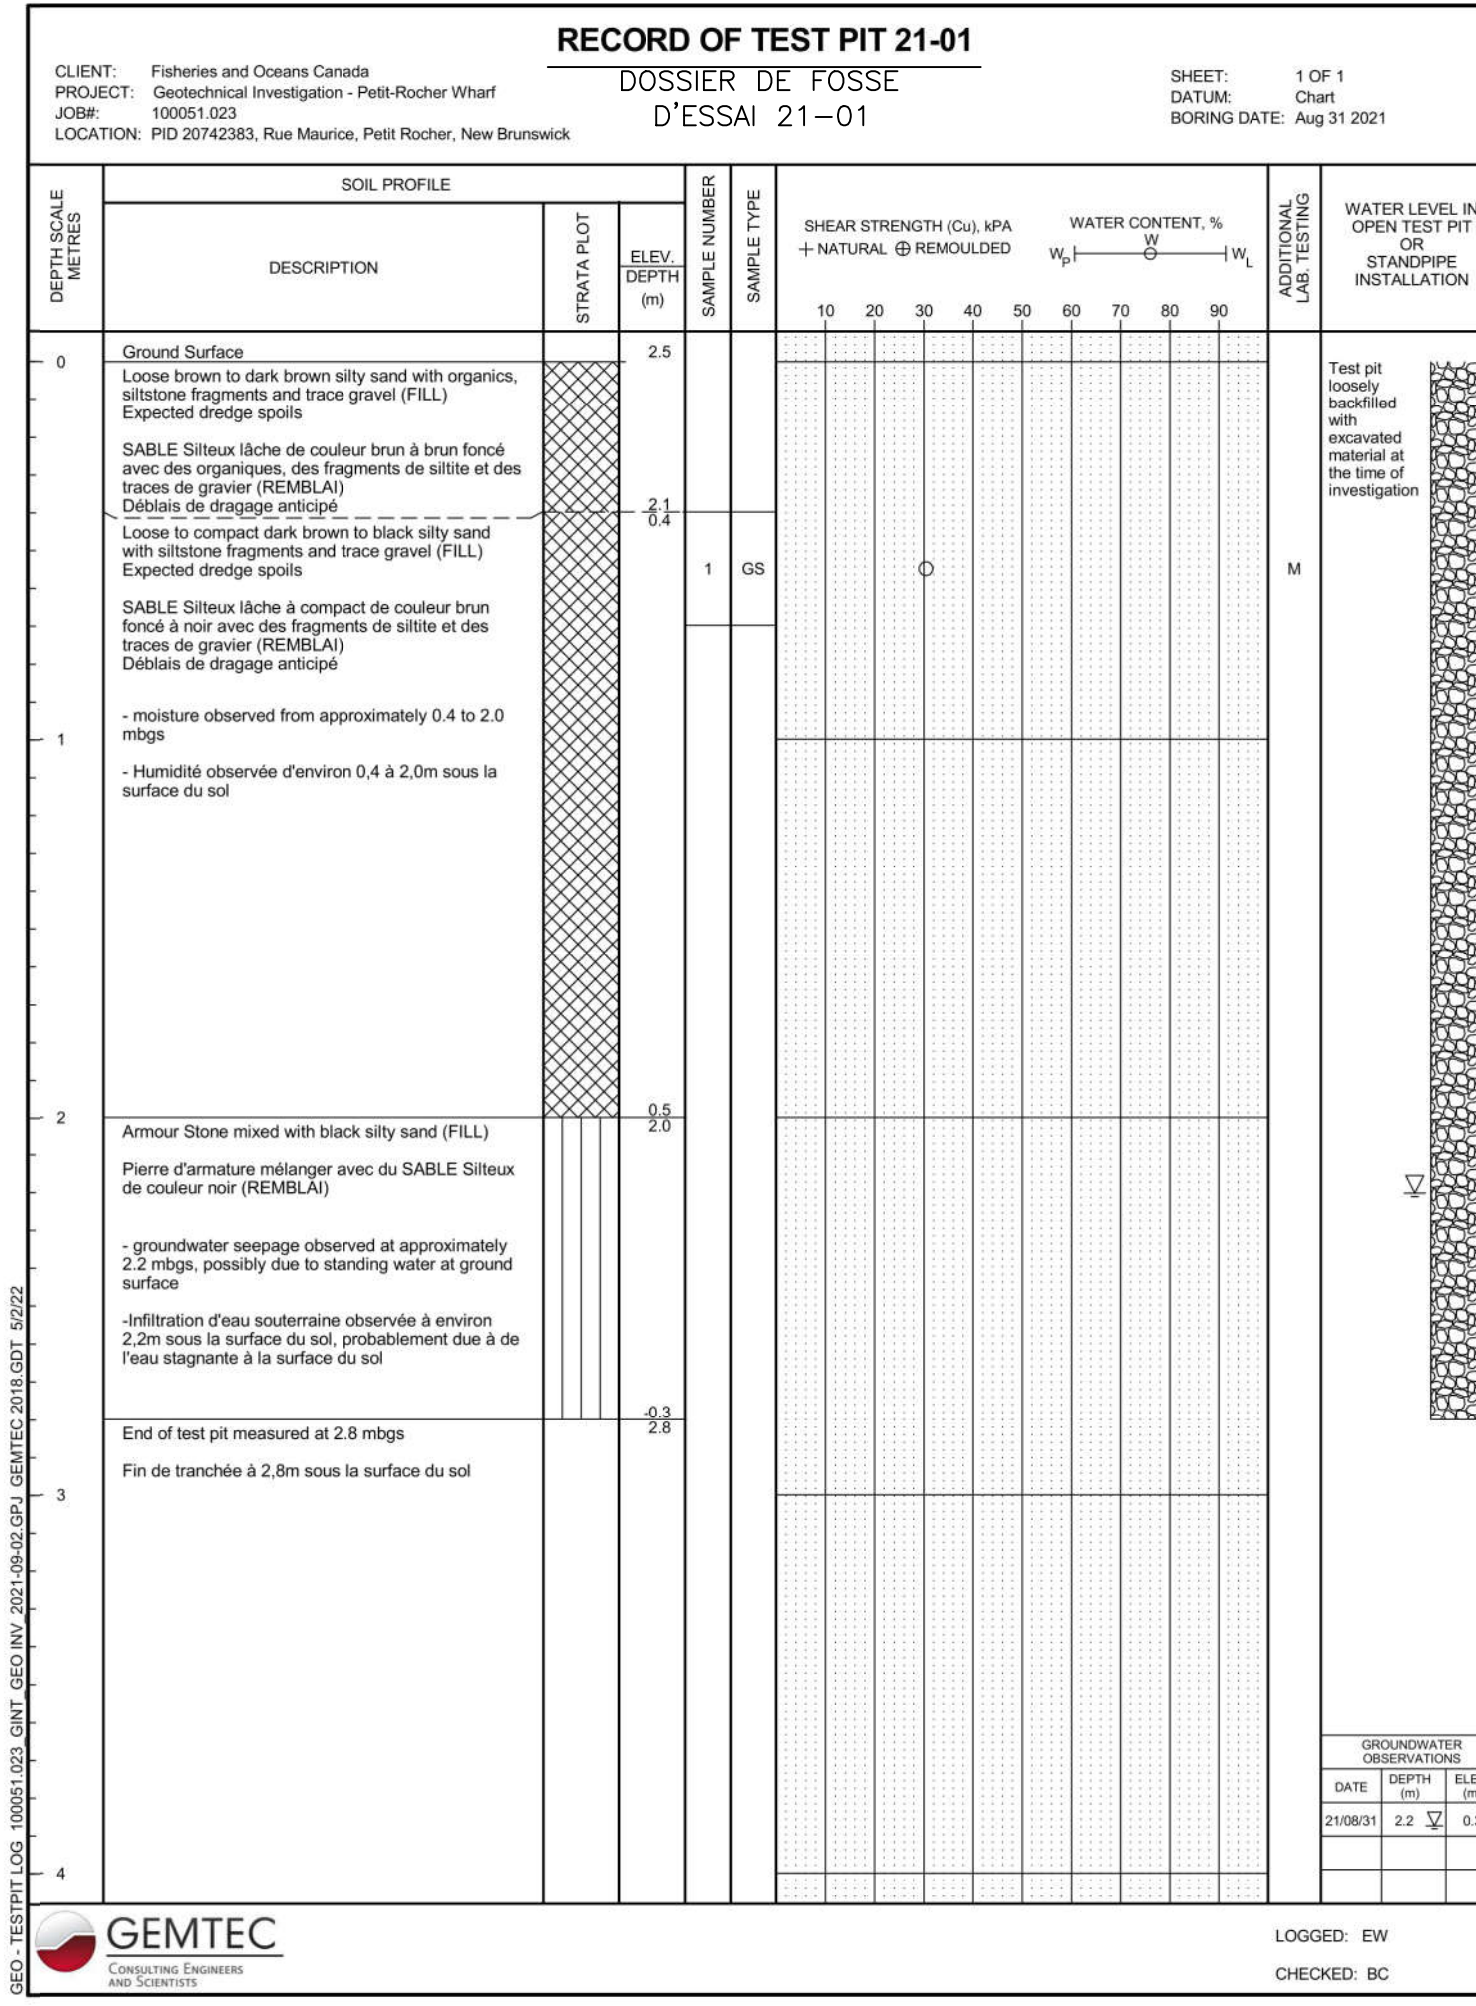 RECORD OF TEST PIT 21-01
DOSSIER DE FOSSE
D'ESSAI 21-01
CLIENT: Fisheries and Oceans Canada
PROJECT: Geotechnical Investigation - Petit-Rocher Wharf
JOB#: 100051.023
LOCATION: PID 20742383, Rue Maurice, Petit Rocher, New Brunswick
SHEET: 1 OF 1
DATUM: Chart
BORING DATE: Aug 31 2021
DEPTH SCALE
METRES
SOIL PROFILE
DESCRIPTION
STRATA PLOT
ELEV.
DEPTH
(m)
SAMPLE NUMBER
SAMPLE TYPE
SHEAR STRENGTH (Cu), kPA
+ NATURAL ⊕ REMOULDED
WATER CONTENT, %
WP W WL
10 20 30 40 50 60 70 80 90
ADDITIONAL
LAB. TESTING
WATER LEVEL IN
OPEN TEST PIT
OR
STANDPIPE
INSTALLATION
0
Ground Surface 2.5
Loose brown to dark brown silty sand with organics,
siltstone fragments and trace gravel (FILL)
Expected dredge spoils
SABLE Silteux lâche de couleur brun à brun foncé
avec des organiques, des fragments de siltite et des
traces de gravier (REMBLAI)
Déblais de dragage anticipé
2.1
0.4
Loose to compact dark brown to black silty sand
with siltstone fragments and trace gravel (FILL)
Expected dredge spoils
1 GS M
SABLE Silteux lâche à compact de couleur brun
foncé à noir avec des fragments de siltite et des
traces de gravier (REMBLAI)
Déblais de dragage anticipé
- moisture observed from approximately 0.4 to 2.0
mbgs
1
- Humidité observée d'environ 0,4 à 2,0m sous la
surface du sol
2
0.5
2.0
Armour Stone mixed with black silty sand (FILL)
Pierre d'armature mélanger avec du SABLE Silteux
de couleur noir (REMBLAI)
- groundwater seepage observed at approximately
2.2 mbgs, possibly due to standing water at ground
surface
-Infiltration d'eau souterraine observée à environ
2,2m sous la surface du sol, probablement due à de
l'eau stagnante à la surface du sol
-0.3
2.8
End of test pit measured at 2.8 mbgs
Fin de tranchée à 2,8m sous la surface du sol
3
4
Test pit
loosely
backfilled
with
excavated
material at
the time of
investigation
GROUNDWATER
OBSERVATIONS
DATE
DEPTH
(m)
21/08/31 2.2
GEO - TESTPIT LOG 100051.023_GINT_GEO INV_2021-09-02.GPJ GEMTEC 2018.GDT 5/2/22
GEMTEC
CONSULTING ENGINEERS
AND SCIENTISTS
LOGGED: EW
CHECKED: BC